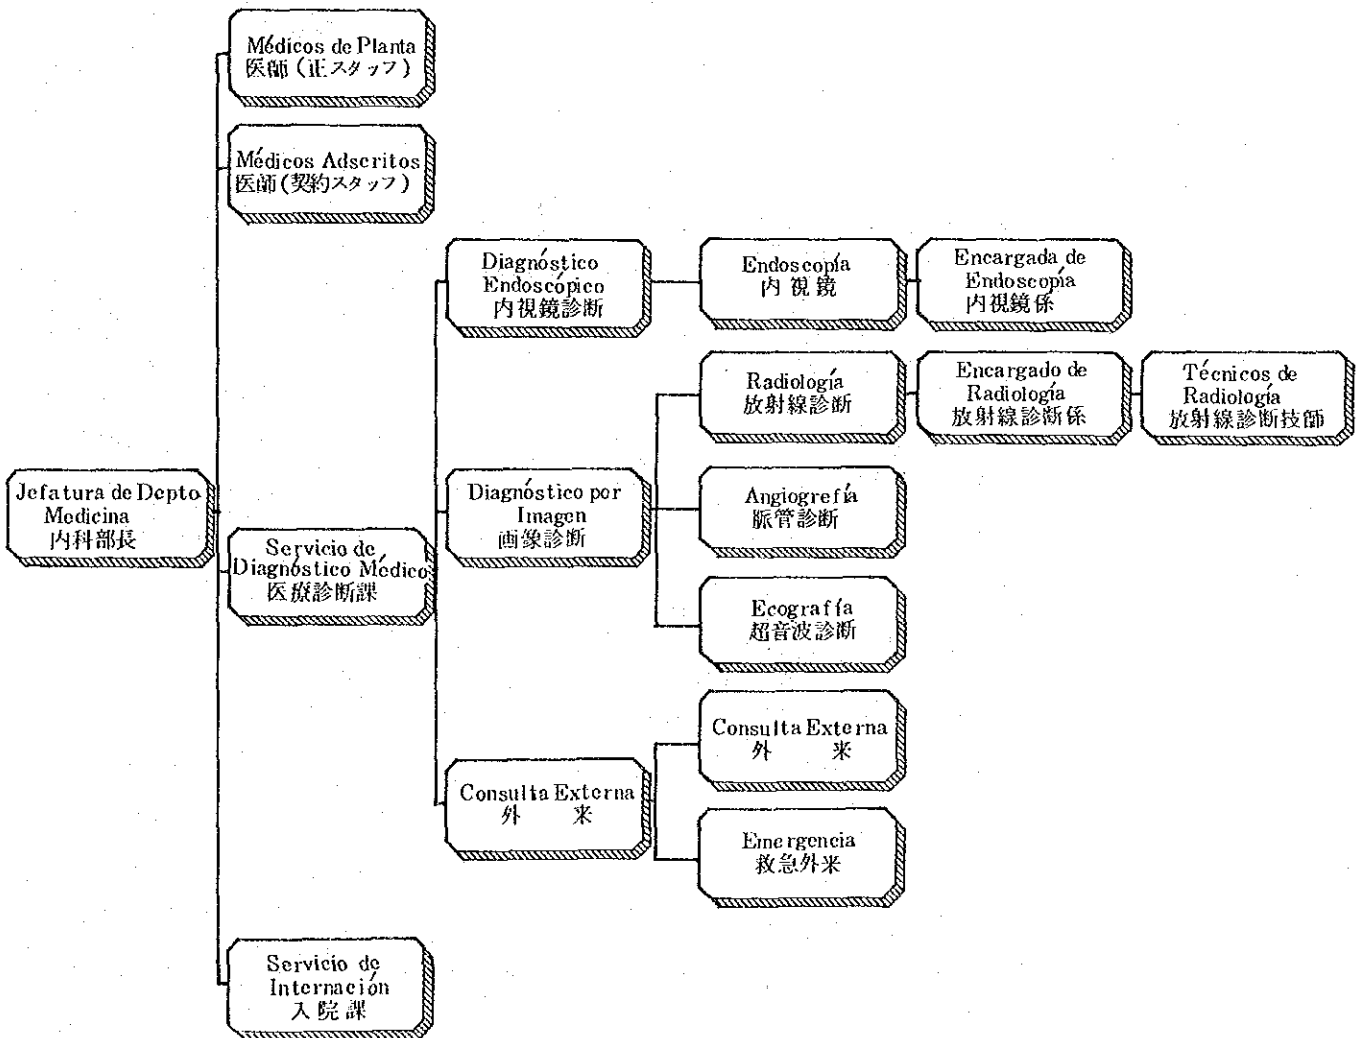 Médicos de Planta
医師(正スタッフ)
Médicos Adscritos
医師(契約スタッフ)
Diagnóstico
Endoscópico
内視鏡診断
Endoscopía
内視鏡
Encargada de
Endoscopía
内視鏡係
Radiología
放射線診断
Encargado de
Radiología
放射線診断係
Técnicos de
Radiología
放射線診断技師
Jefatura de Depto
Medicina
内科部長
Diagnóstico por
Imagen
画像診断
Angiogrefía
脈管診断
Servicio de
Diagnóstico Médico
医療診断課
Ecografía
超音波診断
Consulta Externa
外 来
Consulta Externa
外 来
Emergencia
救急外来
Servicio de
Internación
入院課